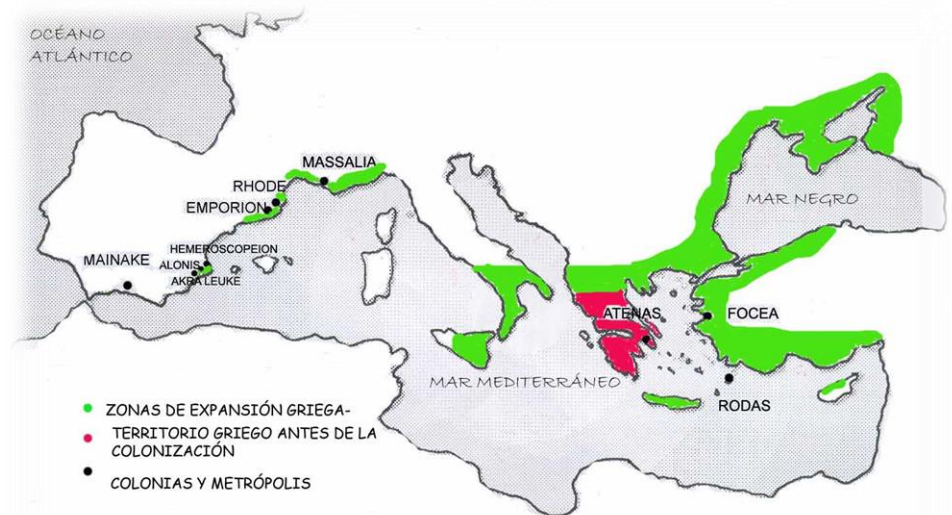 OCÉANO
ATLÁNTICO
MASSALIA
RHODE
EMPORION
MAR NEGRO
HEMEROSCOPEION
MAINAKE
ALONIS
AKRA LEUKE
ATENAS
FOCEA
MAR MEDITERRÁNEO
RODAS
ZONAS DE EXPANSIÓN GRIEGA-
TERRITORIO GRIEGO ANTES DE LA
COLONIZACIÓN
COLONIAS Y METRÓPOLIS